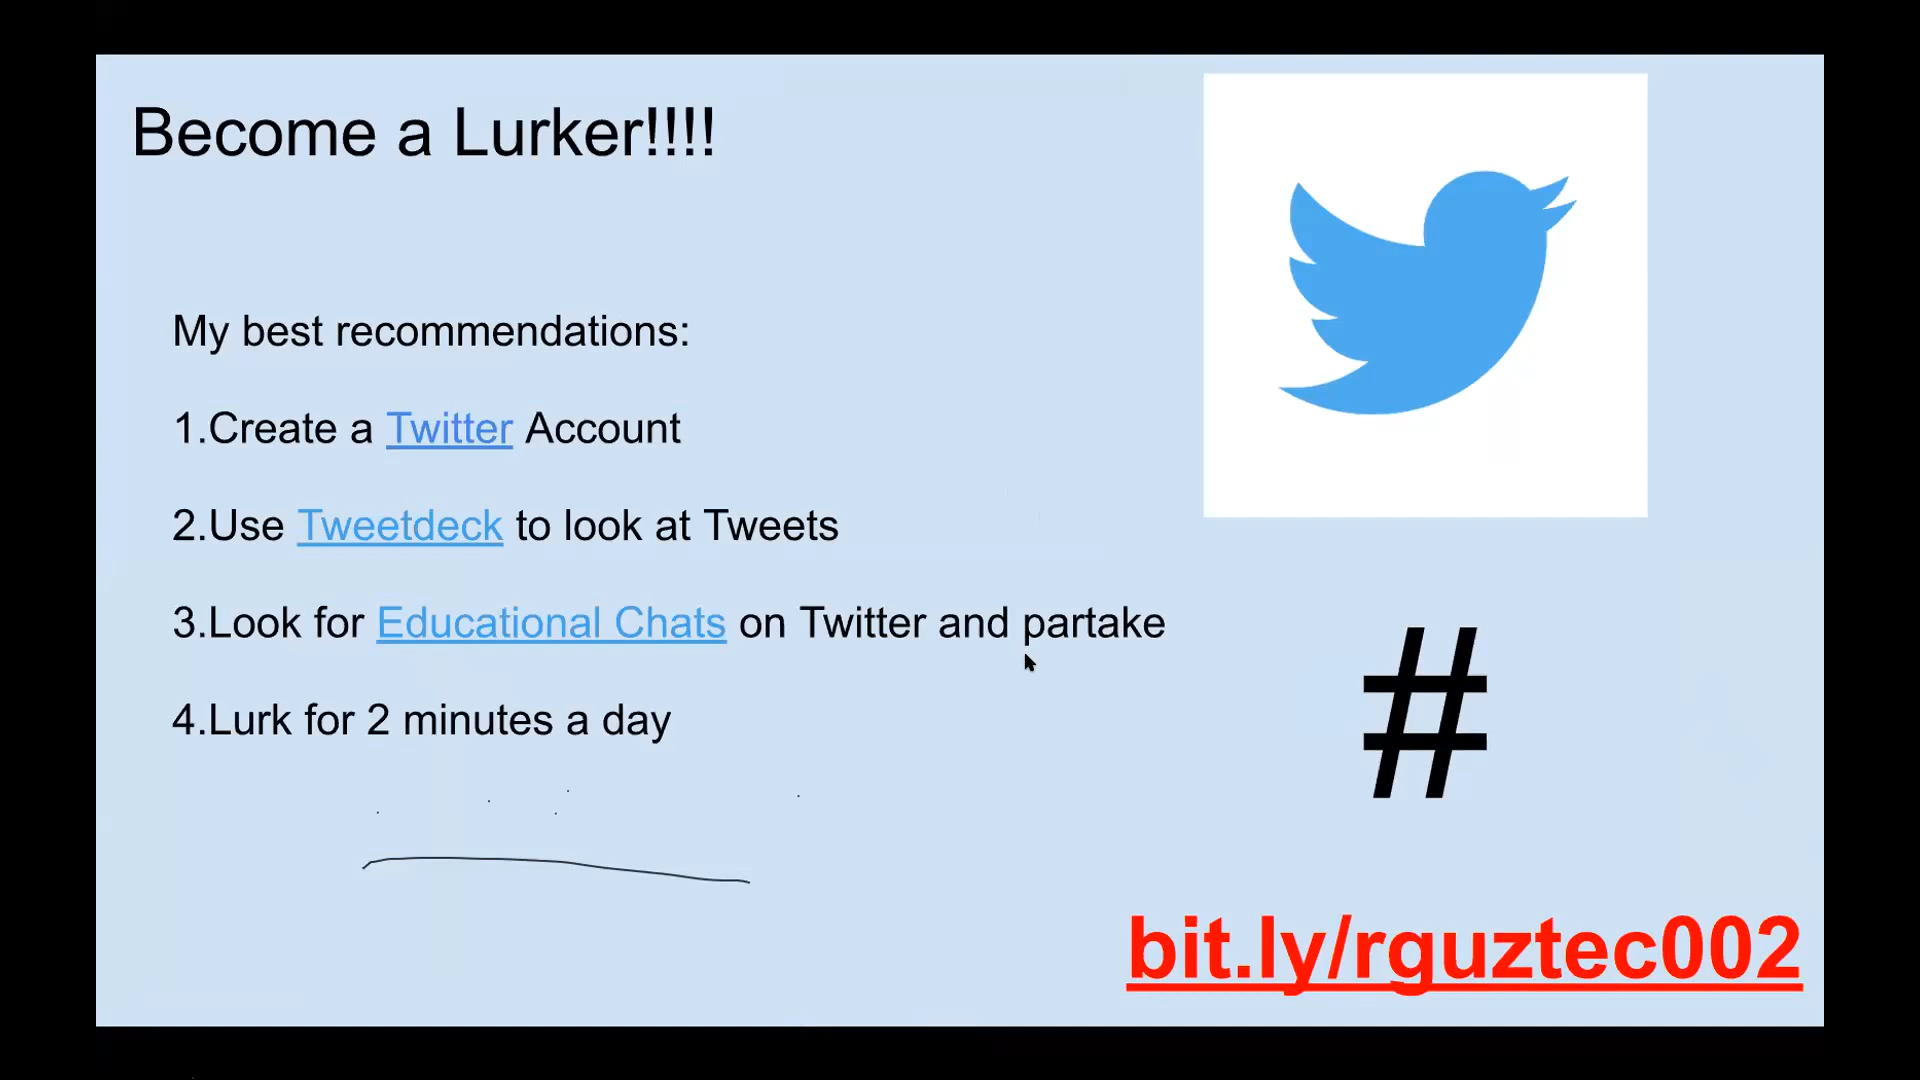 Become a Lurker!!!!
My best recommendations:
1.Create a Twitter Account
2.Use Tweetdeck to look at Tweets
3.Look for Educational Chats on Twitter and partake
4.Lurk for 2 minutes a day
#
bit.ly/rguztec002